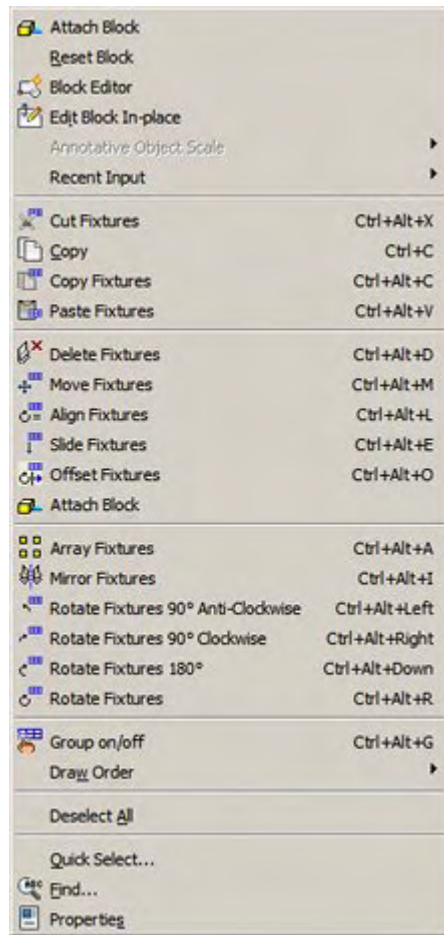 Attach Block
Reset Block
Block Editor
Edit Block In-place
Annotative Object Scale
Recent Input
Cut Fixtures Ctrl+Alt+X
Copy Ctrl+C
Copy Fixtures Ctrl+Alt+C
Paste Fixtures Ctrl+Alt+V
Delete Fixtures Ctrl+Alt+D
Move Fixtures Ctrl+Alt+M
Align Fixtures Ctrl+Alt+L
Slide Fixtures Ctrl+Alt+E
Offset Fixtures Ctrl+Alt+O
Attach Block
Array Fixtures Ctrl+Alt+A
Mirror Fixtures Ctrl+Alt+I
Rotate Fixtures 90° Anti-Clockwise Ctrl+Alt+Left
Rotate Fixtures 90° Clockwise Ctrl+Alt+Right
Rotate Fixtures 180° Ctrl+Alt+Down
Rotate Fixtures Ctrl+Alt+R
Group on/off Ctrl+Alt+G
Draw Order
Deselect All
Quick Select...
Find...
Properties